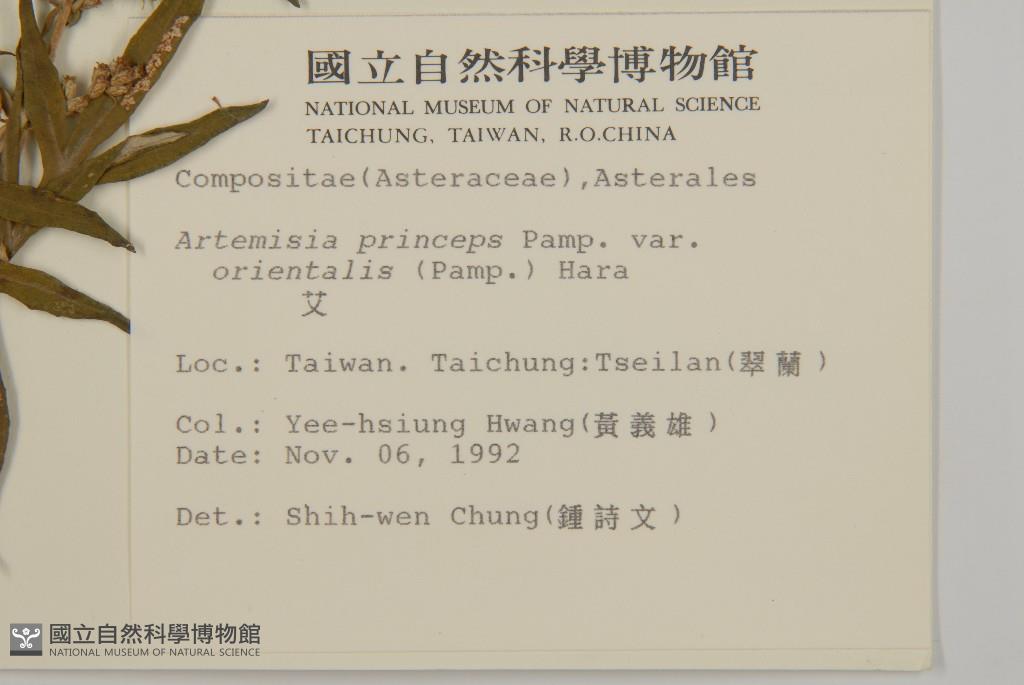 國立自然科學博物館
NATIONAL MUSEUM OF NATURAL SCIENCE
TAICHUNG, TAIWAN, R.O.CHINA
Compositae(Asteraceae),Asterales
Artemisia princeps Pamp. var.
orientalis (Pamp.) Hara
艾
Loc.: Taiwan. Taichung:Tseilan(翠蘭)
Col.: Yee-hsiung Hwang(黃義雄)
Date: Nov. 06, 1992
Det.: Shih-wen Chung(鍾詩文)
國立自然科學博物館
NATIONAL MUSEUM OF NATURAL SCIENCE